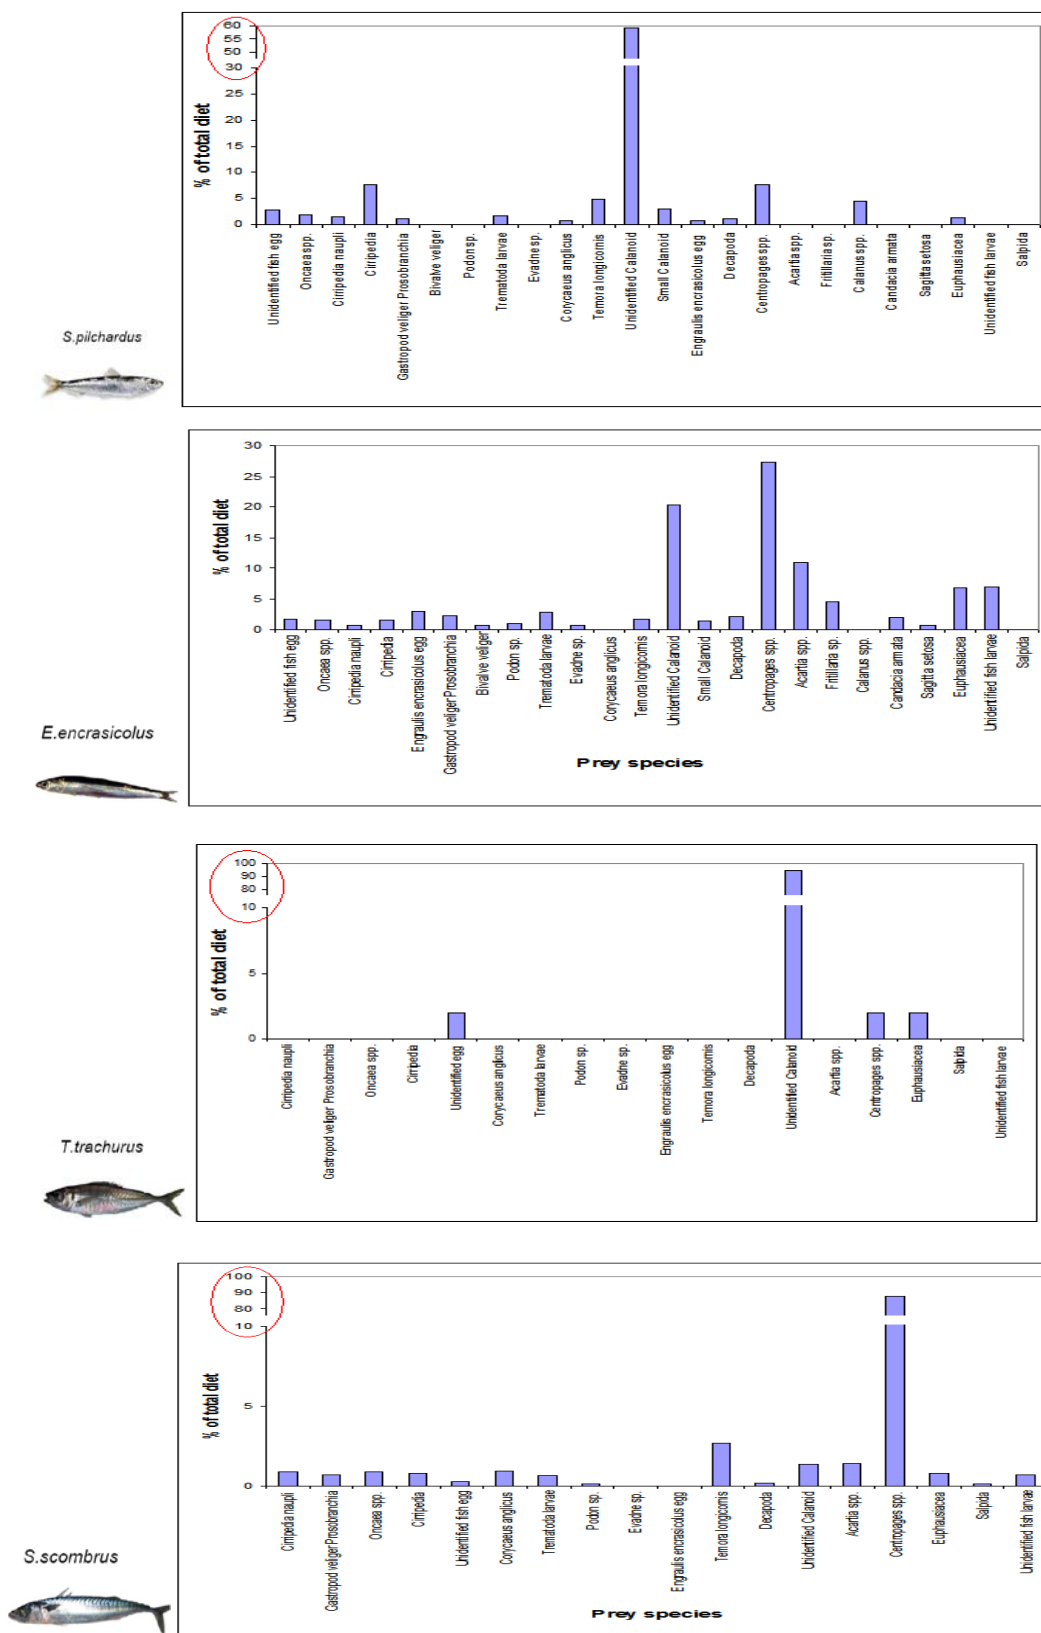 60
55
50
30
25
20
15
10
5
0
% of total diet
Unidentified fish egg
Oncaea spp.
Cirripedia naupli
Cirripedia
Gastropod veliger Prosobranchia
Bivalve veliger
Podon sp.
Trematoda larvae
Evadne sp.
Corycaeus anglicus
Temora longicornis
Unidentified Calanoid
Small Calanoid
Engraulis encrasicolus egg
Decapoda
Centropages spp.
Acartia spp.
Fritillaria sp.
Calanus spp.
Candacia armata
Sagitta setosa
Euphausiacea
Unidentified fish larvae
Salpida
S.pilchardus
30
25
20
15
10
5
0
% of total diet
Unidentified fish egg
Oncaea spp.
Cirripedia naupli
Cirripedia
Engraulis encrasicolus egg
Gastropod veliger Prosobranchia
Bivalve veliger
Podon sp.
Trematoda larvae
Evadne sp.
Corycaeus anglicus
Temora longicornis
Unidentified Calanoid
Small Calanoid
Decapoda
Centropages spp.
Acartia spp.
Fritillaria sp.
Calanus spp.
Candacia armata
Sagitta setosa
Euphausiacea
Unidentified fish larvae
Salpida
Prey species
E.encrasicolus
100
90
80
10
5
0
% of total diet
Cirripedia naupli
Gastropod veliger Prosobranchia
Oncaea spp.
Cirripedia
Unidentified egg
Corycaeus anglicus
Trematoda larvae
Podon sp.
Evadne sp.
Engraulis encrasicolus egg
Temora longicornis
Decapoda
Unidentified Calanoid
Acartia spp.
Centropages spp.
Euphausiacea
Salpida
Unidentified fish larvae
T.trachurus
100
90
80
10
5
0
% of total diet
Cirripedia naupli
Gastropod veliger Prosobranchia
Oncaea spp.
Cirripedia
Unidentified fish egg
Corycaeus anglicus
Trematoda larvae
Podon sp.
Evadne sp.
Engraulis encrasicolus egg
Temora longicornis
Decapoda
Unidentified Calanoid
Acartia spp.
Centropages spp.
Euphausiacea
Salpida
Unidentified fish larvae
Prey species
S.scombrus